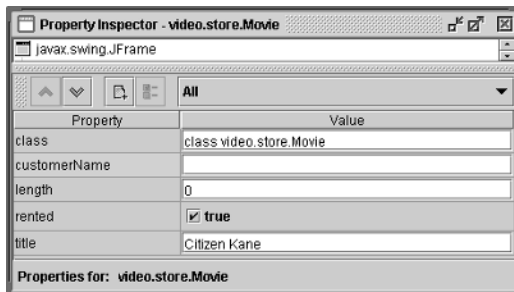 Property Inspector - video.store.Movie
javax.swing.JFrame
All
Property Value
class class video.store.Movie
customerName
length 0
rented true
title Citizen Kane
Properties for: video.store.Movie